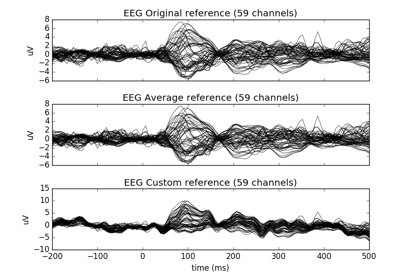 EEG Original reference (59 channels)
8
6
4
2
0
−2
−4
−6
uV
EEG Average reference (59 channels)
8
6
4
2
0
−2
−4
−6
uV
EEG Custom reference (59 channels)
15
10
5
0
−5
−10
uV
−200 −100 0 100 200 300 400 500
time (ms)